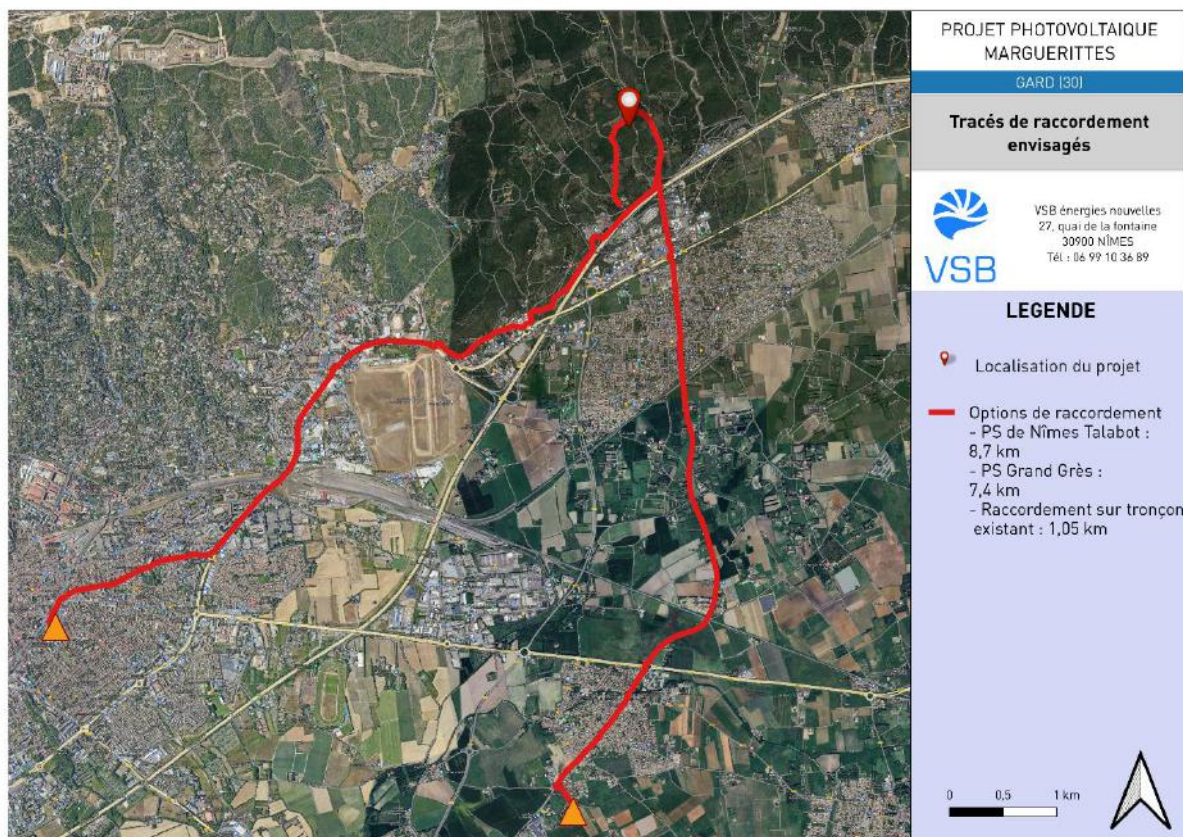 PROJET PHOTOVOLTAIQUE
MARGUERITTES
GARD (30)
Tracés de raccordement
envisagés
VSB énergies nouvelles
27, quai de la fontaine
30900 NÎMES
Tél : 06 99 10 36 89
VSB
LEGENDE
Localisation du projet
Options de raccordement
- PS de Nîmes Talabot :
8,7 km
- PS Grand Grès :
7,4 km
- Raccordement sur tronçon
existant : 1,05 km
0 0,5 1 km